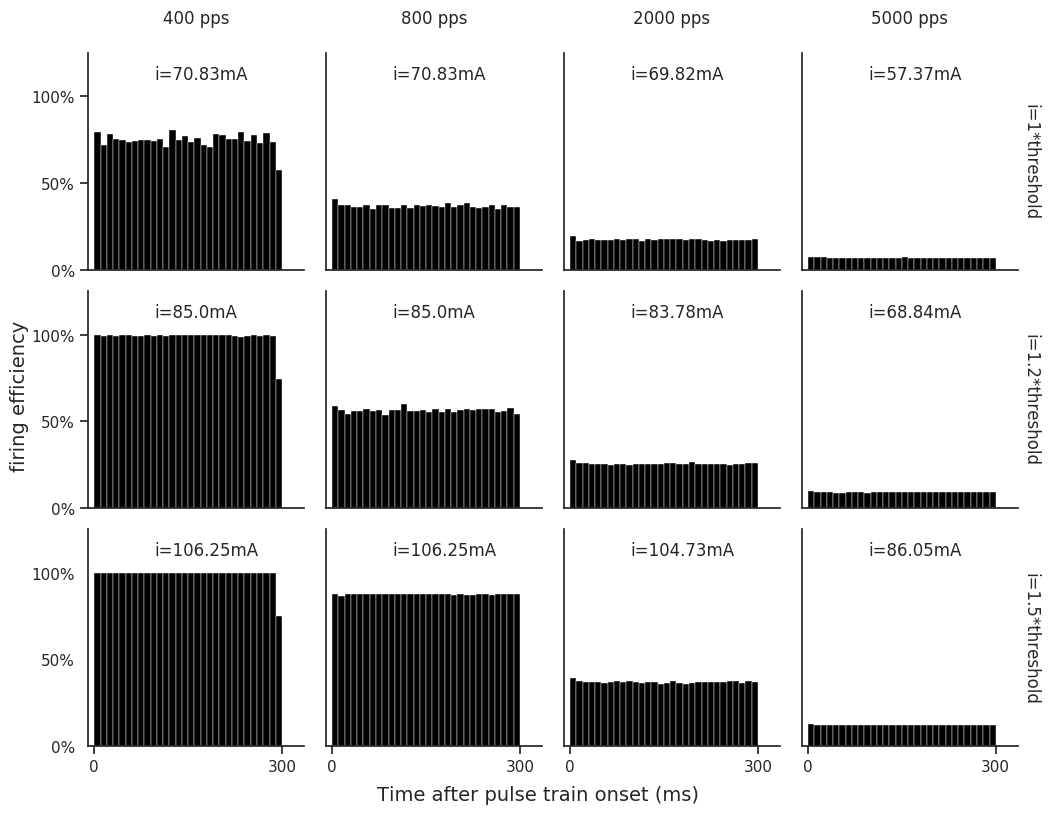 400 pps
800 pps
2000 pps
5000 pps
i=70.83mA
i=70.83mA
i=69.82mA
i=57.37mA
100%
50%
0%
i=1*threshold
i=85.0mA
i=85.0mA
i=83.78mA
i=68.84mA
100%
50%
0%
i=1.2*threshold
firing efficiency
i=106.25mA
i=106.25mA
i=104.73mA
i=86.05mA
100%
50%
0%
i=1.5*threshold
0
300
0
300
0
300
0
300
Time after pulse train onset (ms)